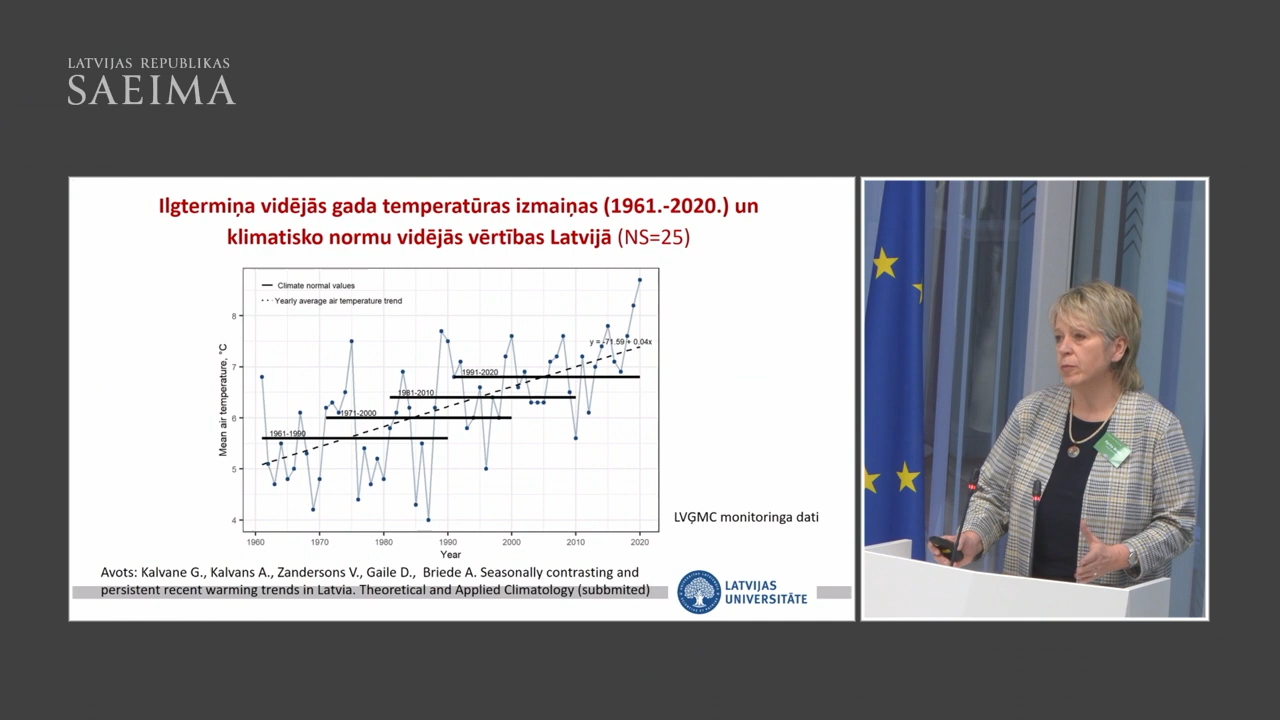 LATVIJAS REPUBLIKAS
SAEIMA
Ilgtermiņa vidējās gada temperatūras izmaiņas (1961.-2020.) un
klimatisko normu vidējās vērtības Latvijā (NS=25)
Climate normal values
Yearly average air temperature trend
y = -71.59 + 0.04x
1991-2020
1981-2010
1971-2000
1961-1990
8
7
6
5
4
Mean air temperature, °C
1960 1970 1980 1990 2000 2010 2020
Year
LVĢMC monitoringa dati
Avots: Kalvane G., Kalvans A., Zandersons V., Gaile D., Briede A. Seasonally contrasting and
persistent recent warming trends in Latvia. Theoretical and Applied Climatology (subbmited)
LATVIJAS
UNIVERSITĀTE